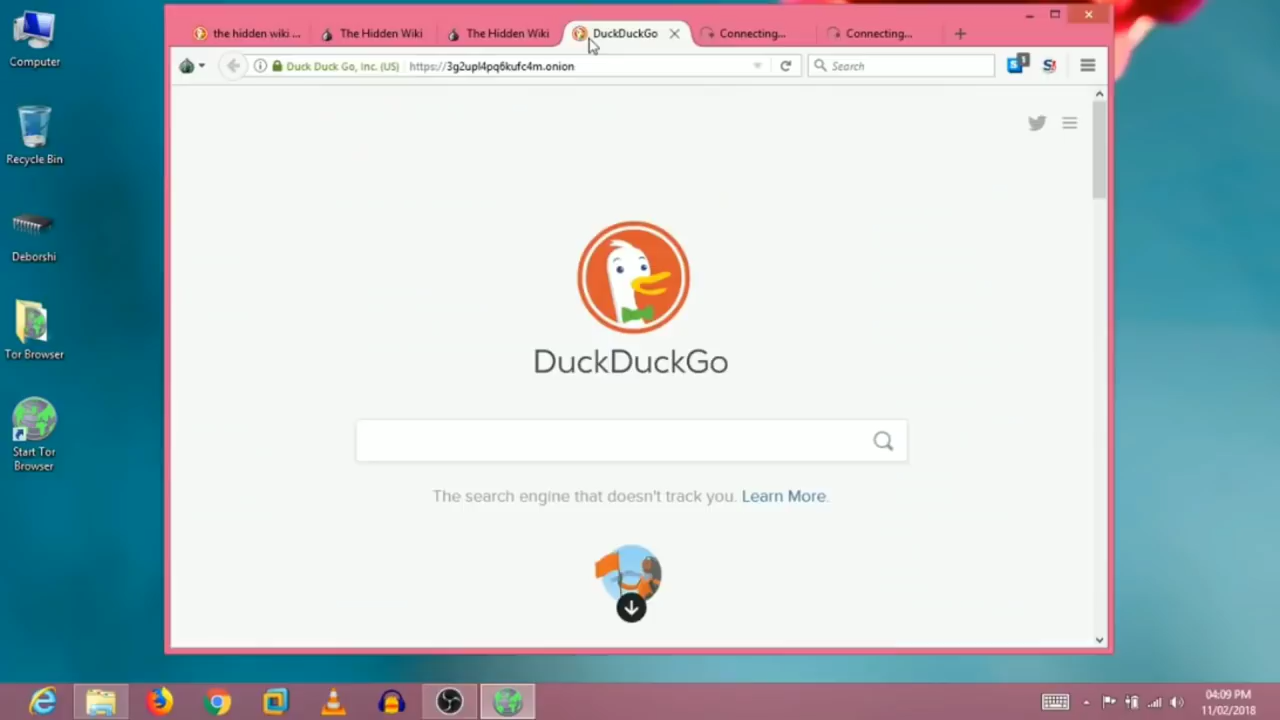 Computer
Recycle Bin
Deborshi
Tor Browser
Start Tor
Browser
the hidden wiki ...
The Hidden Wiki
The Hidden Wiki
DuckDuckGo
Connecting...
Connecting...
Duck Duck Go, Inc. (US)
https://3g2upl4pq6kufc4m.onion
Search
S 1
S!
DuckDuckGo
The search engine that doesn't track you. Learn More.
04:09 PM
11/02/2018